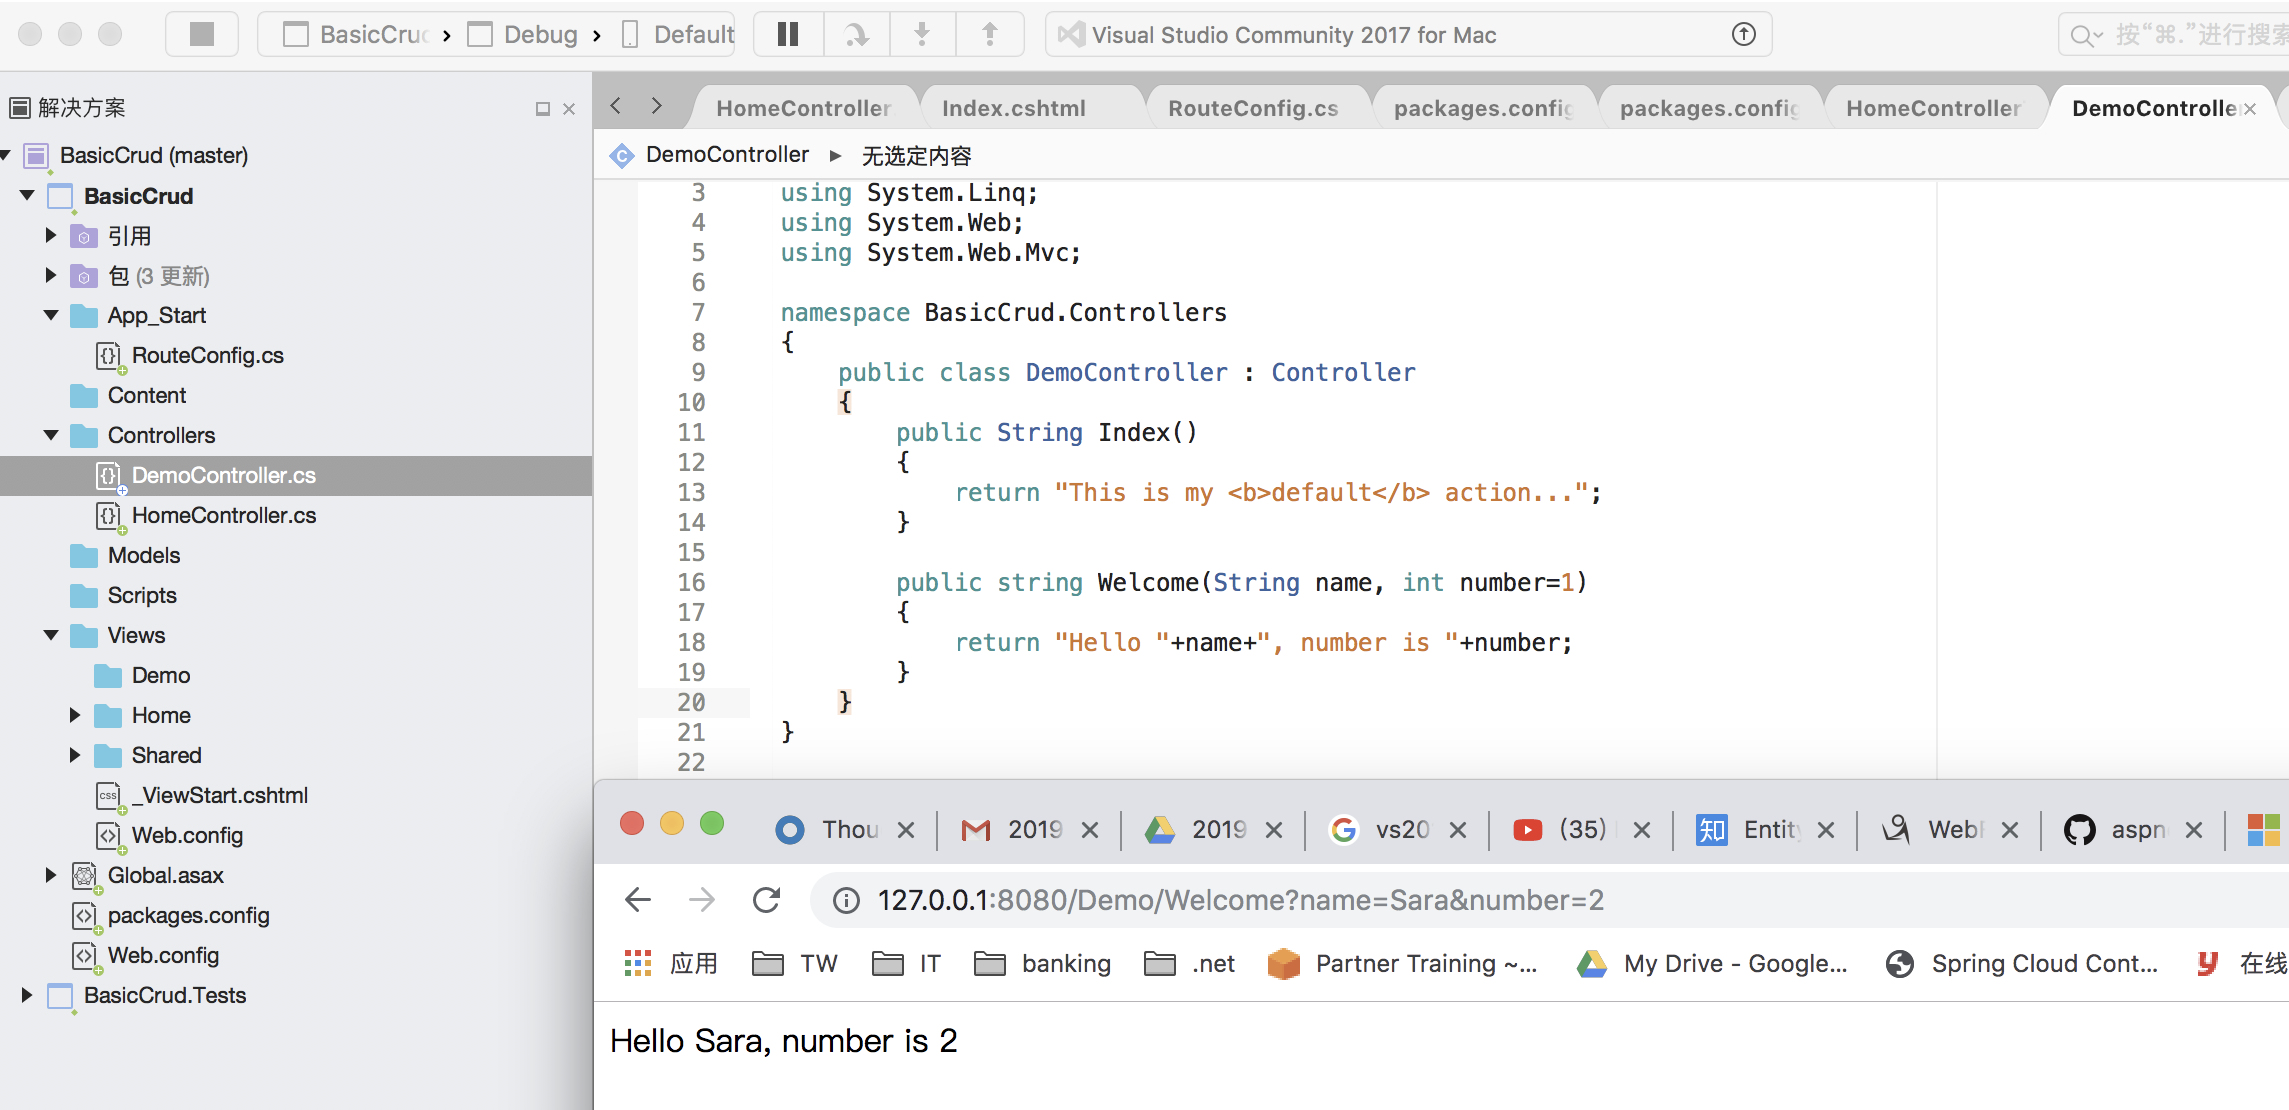 BasicCru
Debug
Default
Visual Studio Community 2017 for Mac
按“⌘.”进行搜索
解决方案
BasicCrud (master)
BasicCrud
引用
包 (3 更新)
App_Start
RouteConfig.cs
Content
Controllers
DemoController.cs
HomeController.cs
Models
Scripts
Views
Demo
Home
Shared
_ViewStart.cshtml
Web.config
Global.asax
packages.config
Web.config
BasicCrud.Tests
HomeController
Index.cshtml
RouteConfig.cs
packages.config
packages.config
HomeController
DemoController
DemoController ▶ 无选定内容
3 using System.Linq;
4 using System.Web;
5 using System.Web.Mvc;
6
7 namespace BasicCrud.Controllers
8 {
9 public class DemoController : Controller
10 {
11 public String Index()
12 {
13 return "This is my <b>default</b> action...";
14 }
15
16 public string Welcome(String name, int number=1)
17 {
18 return "Hello "+name+", number is "+number;
19 }
20 }
21 }
22
Thou
2019
2019
vs20
(35)
知 Entity
Web
aspn
127.0.0.1:8080/Demo/Welcome?name=Sara&number=2
应用
TW
IT
banking
.net
Partner Training ~...
My Drive - Google...
Spring Cloud Cont...
在线
Hello Sara, number is 2